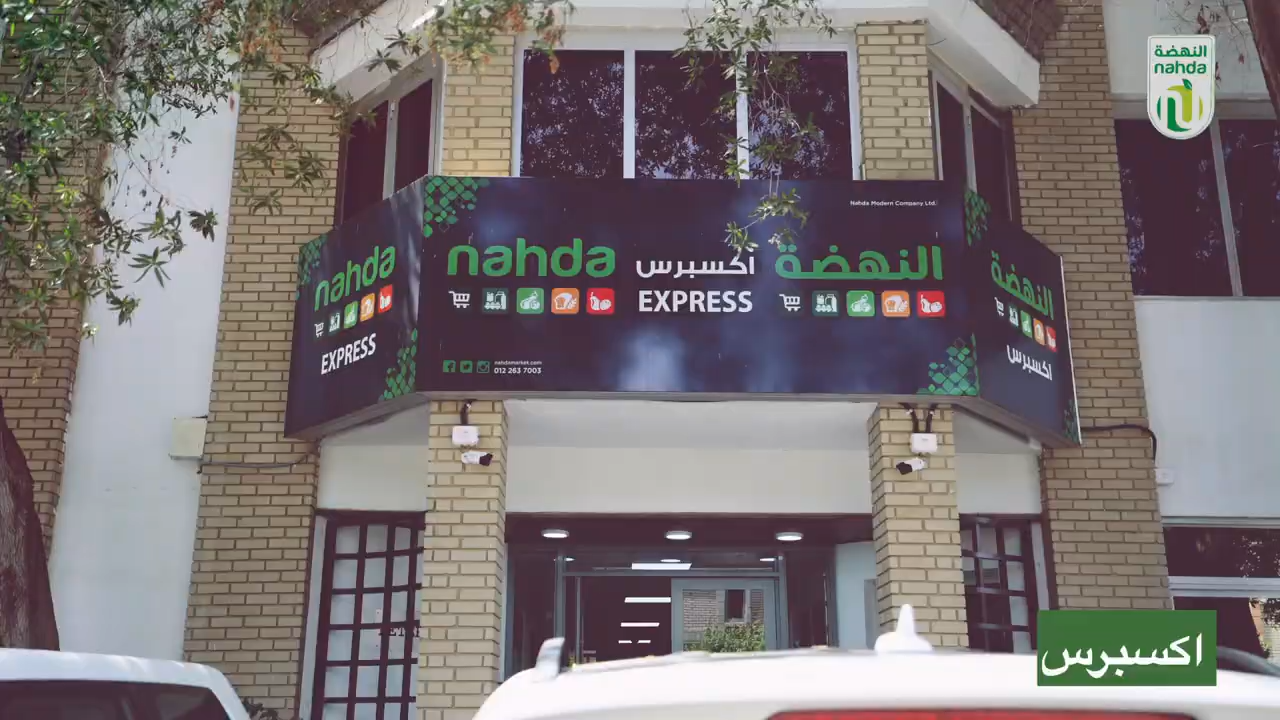 النهضة
nahda
Nahda Modern Company Ltd.
nahda
EXPRESS
nahda
أكسبرس
EXPRESS
النهضة
nahdamarket.com
012 263 7003
النهضة
اكسبرس
اكسبرس